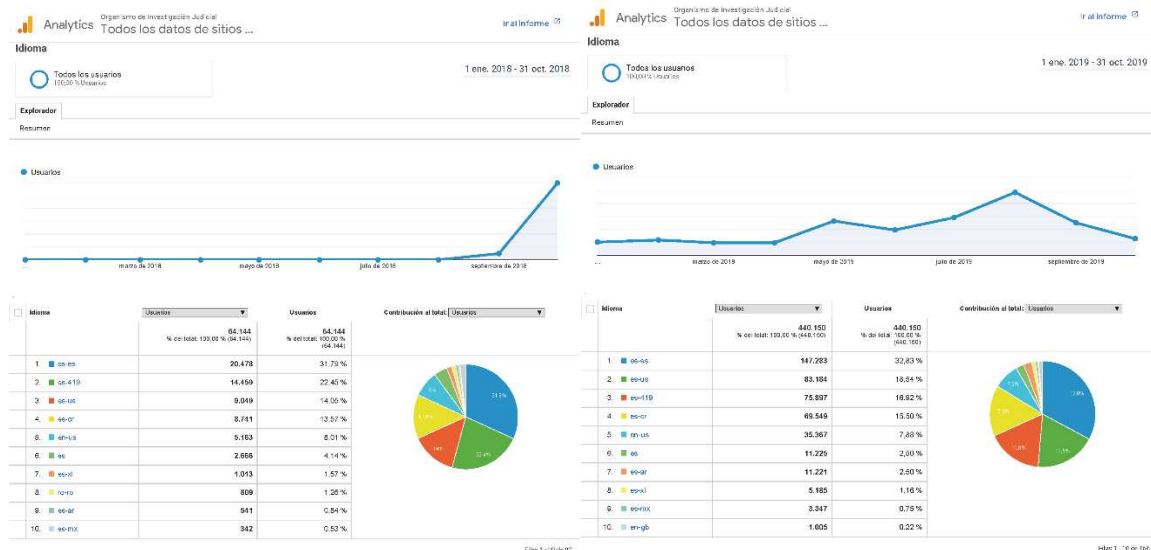 Analytics
Organismo de Investigación Judicial
Todos los datos de sitios ...
Ir al informe
Idioma
Todos los usuarios
100,00 % Usuarios
1 ene. 2018 - 31 oct. 2018
Explorador
Resumen
Usuarios
...
marzo de 2018
mayo de 2018
julio de 2018
septiembre de 2018
Idioma
Usuarios
Usuarios
Contribución al total: Usuarios
64.144
% del total: 100,00 % (64.144)
64.144
% del total: 100,00 %
(64.144)
1. es-es 20.478 31,79 %
2. es-419 14.459 22,45 %
3. es-us 9.049 14,05 %
4. es-cr 8.741 13,57 %
5. en-us 5.163 8,01 %
6. es 2.666 4,14 %
7. es-xl 1.013 1,57 %
8. ro-ro 809 1,26 %
9. es-ar 541 0,84 %
10. es-mx 342 0,53 %
Analytics
Organismo de Investigación Judicial
Todos los datos de sitios ...
Ir al informe
Idioma
Todos los usuarios
100,00 % Usuarios
1 ene. 2019 - 31 oct. 2019
Explorador
Resumen
Usuarios
...
marzo de 2019
mayo de 2019
julio de 2019
septiembre de 2019
Idioma
Usuarios
Usuarios
Contribución al total: Usuarios
440.150
% del total: 100,00 % (440.150)
440.150
% del total: 100,00 %
(440.150)
1. es-es 147.283 32,83 %
2. es-us 83.184 18,54 %
3. es-419 75.897 16,92 %
4. es-cr 69.549 15,50 %
5. en-us 35.367 7,88 %
6. es 11.225 2,50 %
7. es-ar 11.221 2,50 %
8. es-xl 5.185 1,16 %
9. es-mx 3.347 0,75 %
10. en-gb 1.005 0,22 %